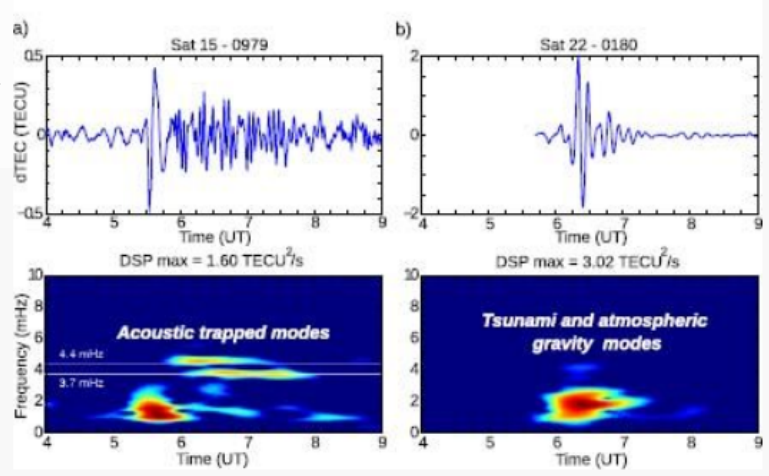 a)
Sat 15 - 0979
dTEC (TECU)
0.5
0
−0.5
4 5 6 7 8 9
Time (UT)
b)
Sat 22 - 0180
2
0
−2
4 5 6 7 8 9
Time (UT)
DSP max = 1.60 TECU²/s
Frequency (mHz)
10
8
6
4
2
0
Acoustic trapped modes
4.4 mHz
3.7 mHz
4 5 6 7 8 9
Time (UT)
DSP max = 3.02 TECU²/s
10
8
6
4
2
0
Tsunami and atmospheric
gravity modes
4 5 6 7 8 9
Time (UT)